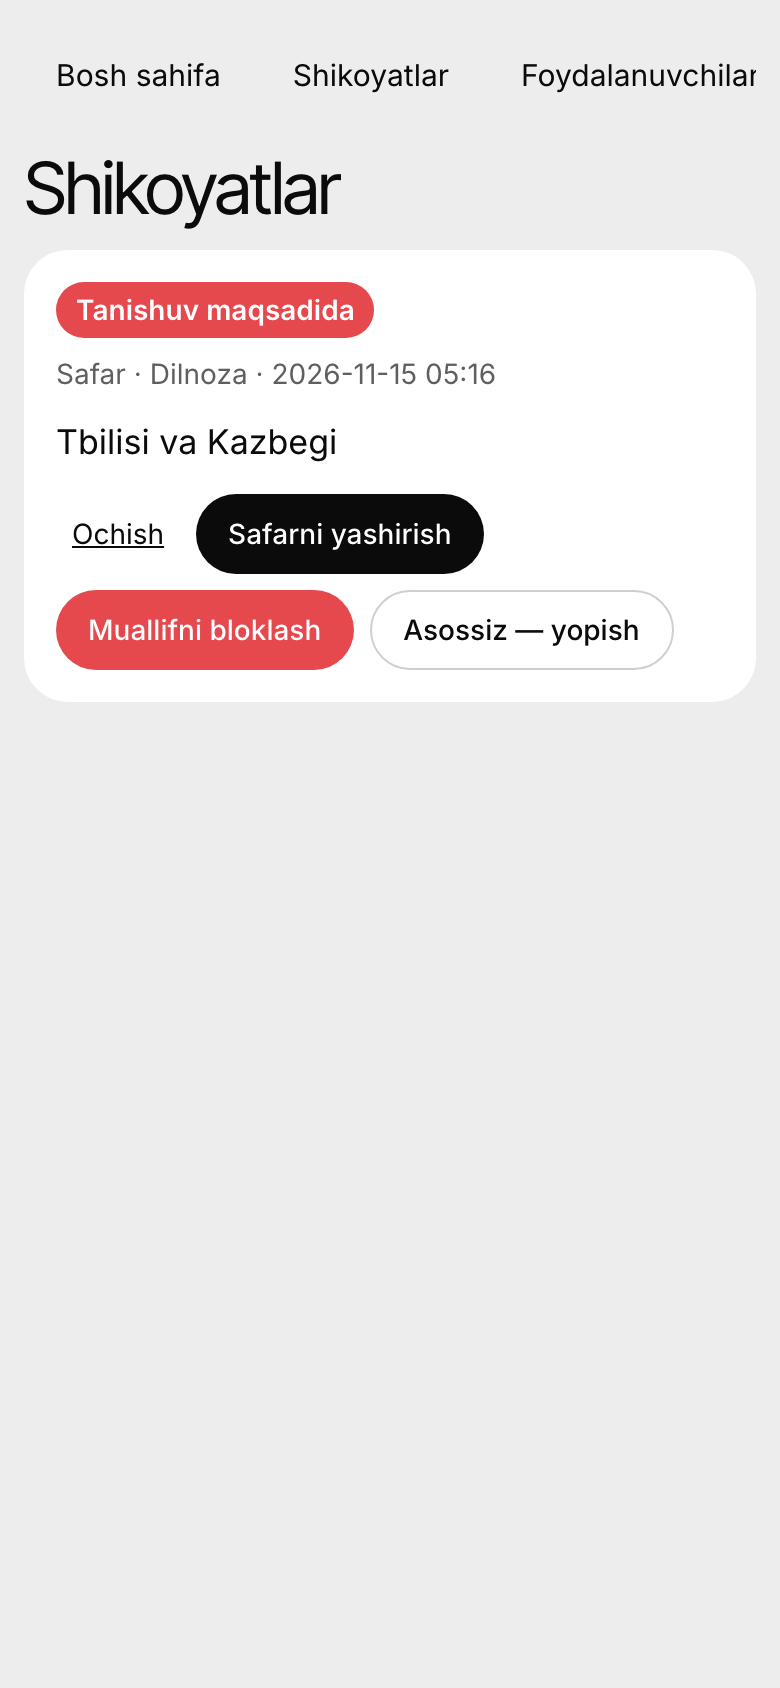 Bosh sahifa Shikoyatlar Foydalanuvchilar
Shikoyatlar
Tanishuv maqsadida
Safar · Dilnoza · 2026-11-15 05:16
Tbilisi va Kazbegi
Ochish Safarni yashirish
Muallifni bloklash Asossiz — yopish